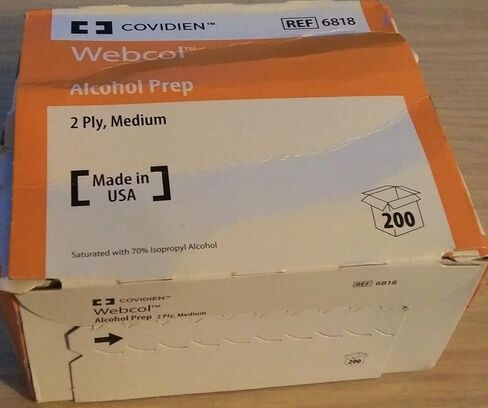 COVIDIEN™ REF 6818
Webcol™
Alcohol Prep
2 Ply, Medium
Made in
USA
200
Saturated with 70% Isopropyl Alcohol
COVIDIEN™ REF 6818
Webcol™
Alcohol Prep 2 Ply, Medium
200